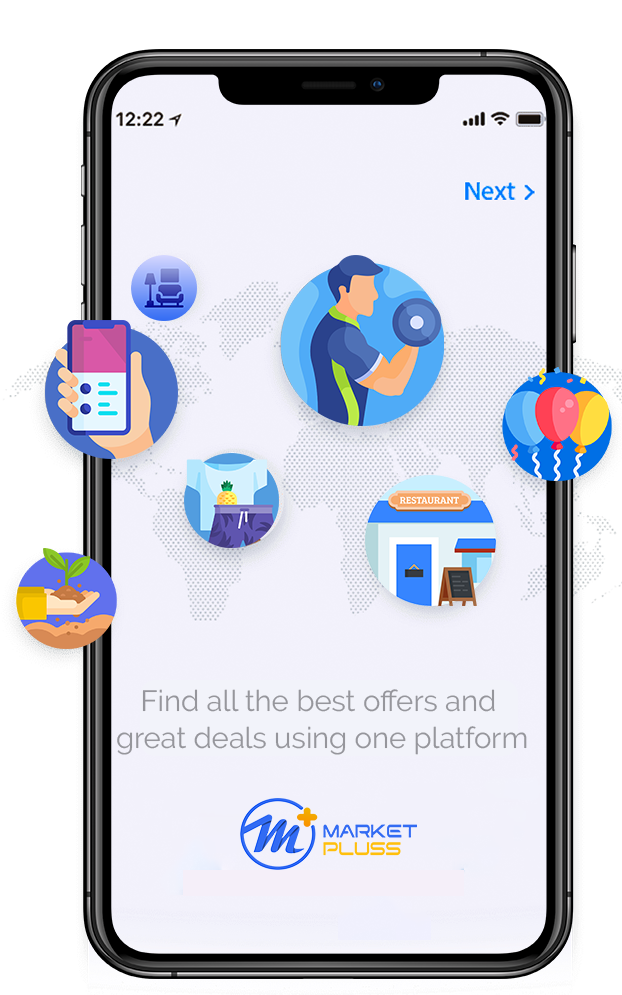 12:22
Next >
RESTAURANT
Find all the best offers and
great deals using one platform
m+ MARKET
PLUSS